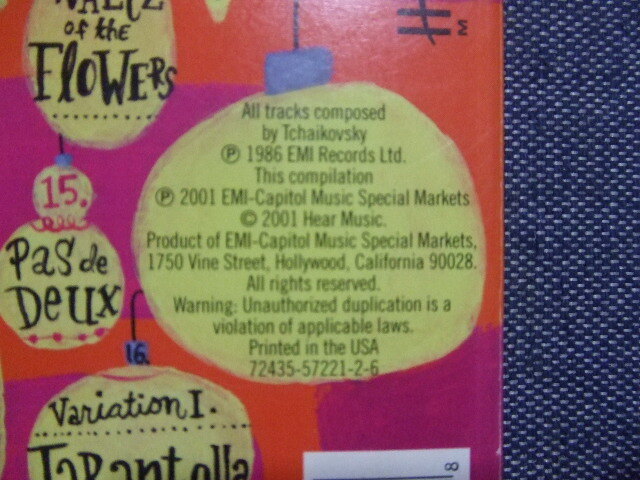 WALTZ
of the
FLOWERS
All tracks composed
by Tchaikovsky
℗ 1986 EMI Records Ltd.
This compilation
℗ 2001 EMI-Capitol Music Special Markets
© 2001 Hear Music.
Product of EMI-Capitol Music Special Markets,
1750 Vine Street, Hollywood, California 90028.
All rights reserved.
Warning: Unauthorized duplication is a
violation of applicable laws.
Printed in the USA
72435-57221-2-6
15.
Pas de
Deux
16.
Variation I.
Tarantella
8
M